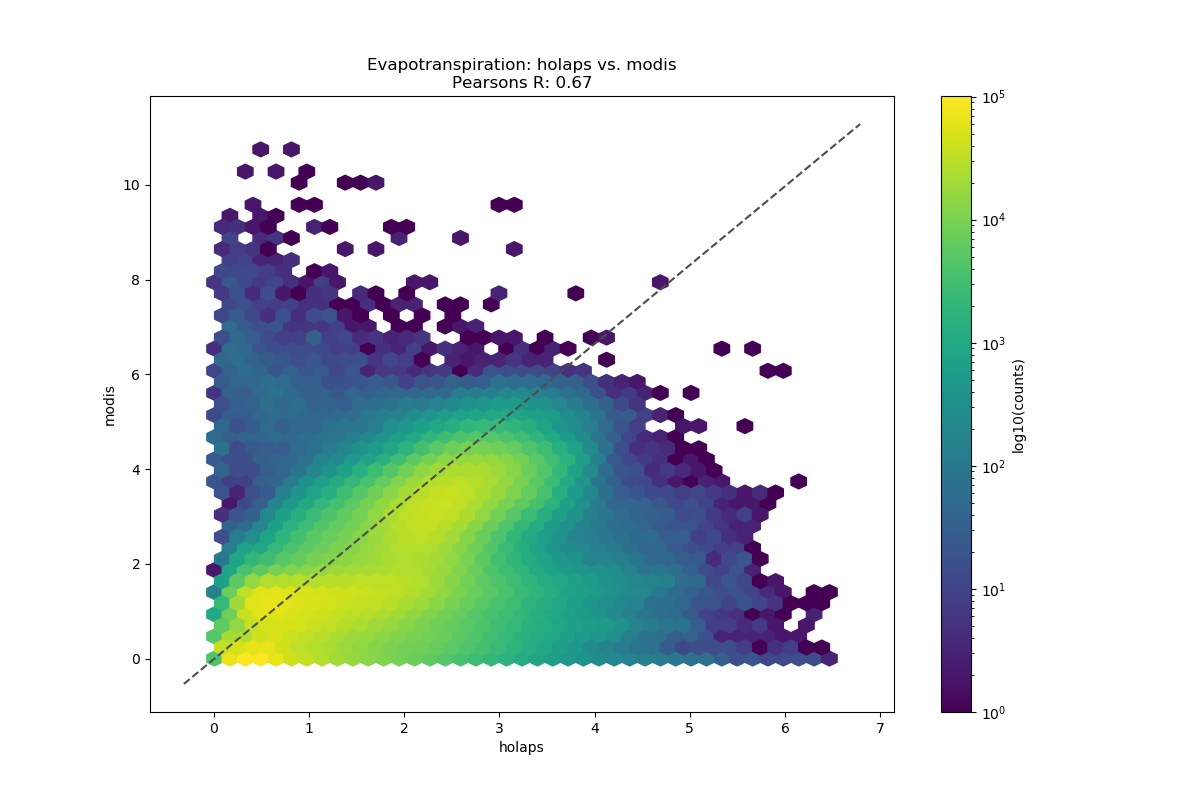 Evapotranspiration: holaps vs. modis
Pearsons R: 0.67
10
8
6
4
2
0
modis
0 1 2 3 4 5 6 7
holaps
10^5
10^4
10^3
10^2
10^1
10^0
log10(counts)